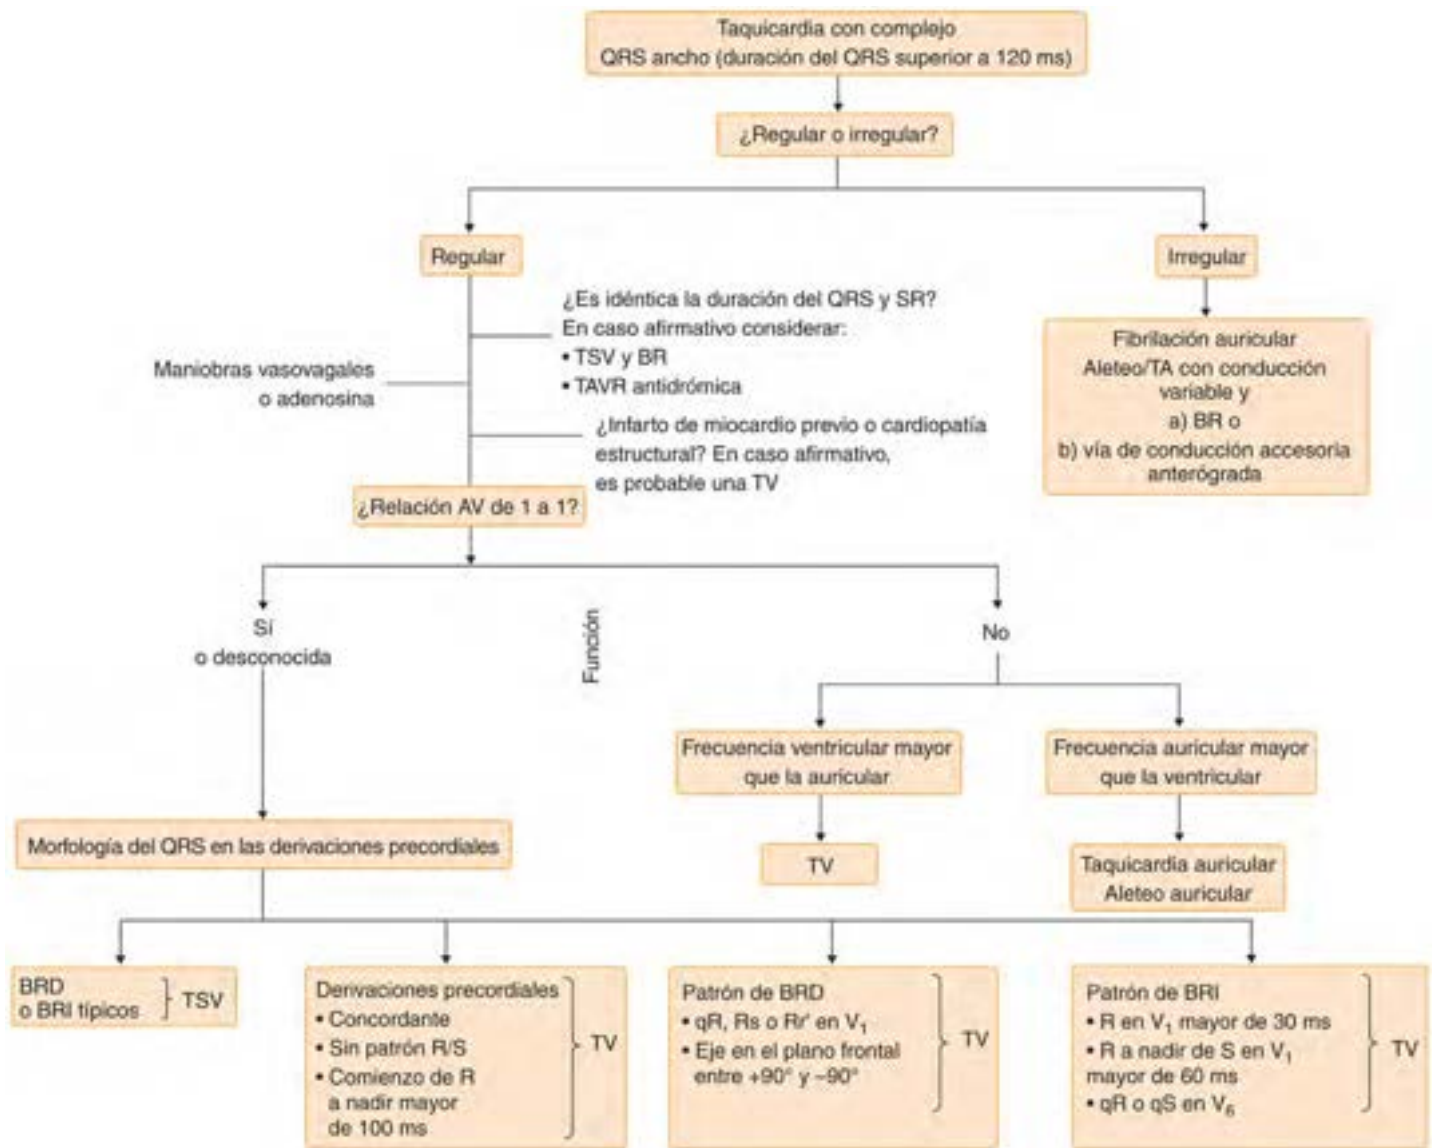 Taquicardia con complejo
QRS ancho (duración del QRS superior a 120 ms)
¿Regular o irregular?
Regular
Irregular
¿Es idéntica la duración del QRS y SR?
En caso afirmativo considerar:
• TSV y BR
• TAVR antidrómica
Maniobras vasovagales
o adenosina
¿Infarto de miocardio previo o cardiopatía
estructural? En caso afirmativo,
es probable una TV
Fibrilación auricular
Aleteo/TA con conducción
variable y
a) BR o
b) vía de conducción accesoria
anterógrada
¿Relación AV de 1 a 1?
Sí
o desconocida
Función
No
Frecuencia ventricular mayor
que la auricular
Frecuencia auricular mayor
que la ventricular
Morfología del QRS en las derivaciones precordiales
TV
Taquicardia auricular
Aleteo auricular
BRD
o BRI típicos
TSV
Derivaciones precordiales
• Concordante
• Sin patrón R/S
• Comienzo de R
a nadir mayor
de 100 ms
TV
Patrón de BRD
• qR, Rs o Rr' en V1
• Eje en el plano frontal
entre +90° y –90°
TV
Patrón de BRI
• R en V1 mayor de 30 ms
• R a nadir de S en V1
mayor de 60 ms
• qR o qS en V6
TV